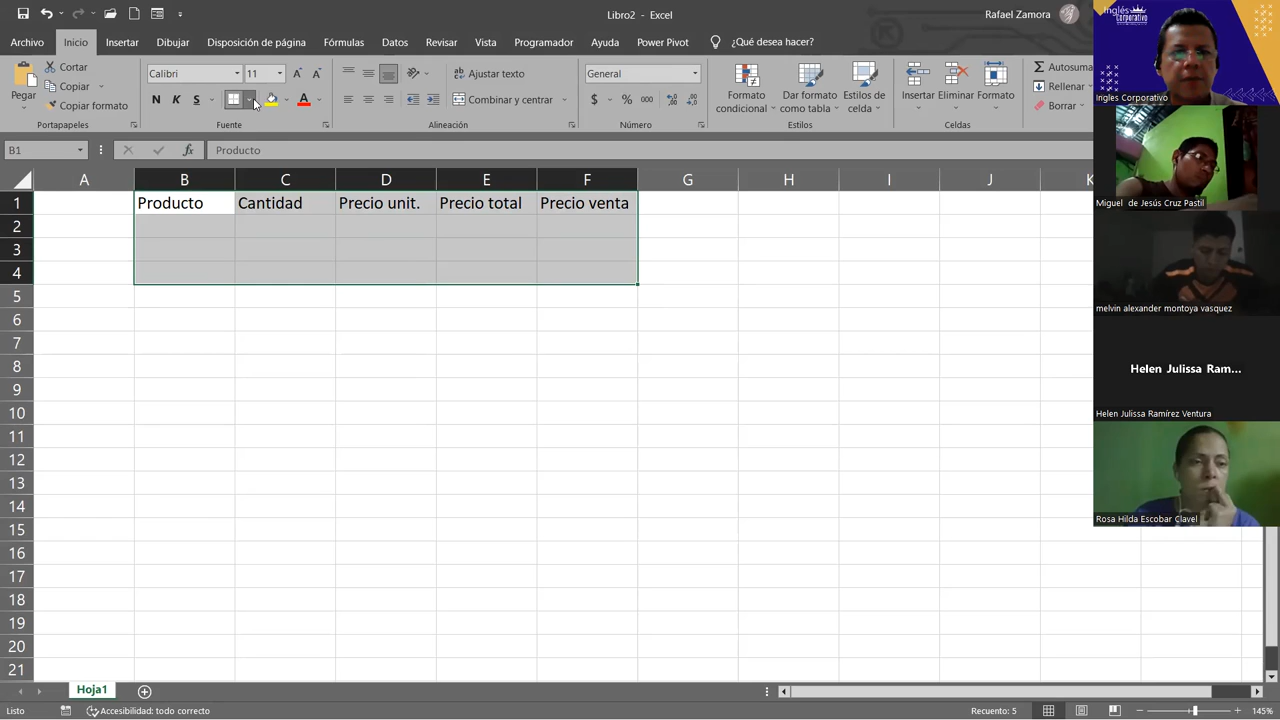 Libro2 - Excel
Rafael Zamora
Archivo Inicio Insertar Dibujar Disposición de página Fórmulas Datos Revisar Vista Programador Ayuda Power Pivot ¿Qué desea hacer?
Pegar
Cortar
Copiar
Copiar formato
Portapapeles
Calibri 11
N K S
Fuente
Ajustar texto
Combinar y centrar
Alineación
General
$ % 000
Número
Formato condicional
Dar formato como tabla
Estilos de celda
Estilos
Insertar Eliminar Formato
Celdas
Autosuma
Rellenar
Borrar
B1 fx Producto
A B C D E F G H I J K
1 Producto Cantidad Precio unit. Precio total Precio venta
2
3
4
5
6
7
8
9
10
11
12
13
14
15
16
17
18
19
20
21
Hoja1
Listo Accesibilidad: todo correcto Recuento: 5 145%
Inglés Corporativo
Ingles Corporativo
Miguel de Jesús Cruz Pastil
melvin alexander montoya vasquez
Helen Julissa Ram...
Helen Julissa Ramírez Ventura
Rosa Hilda Escobar Clavel